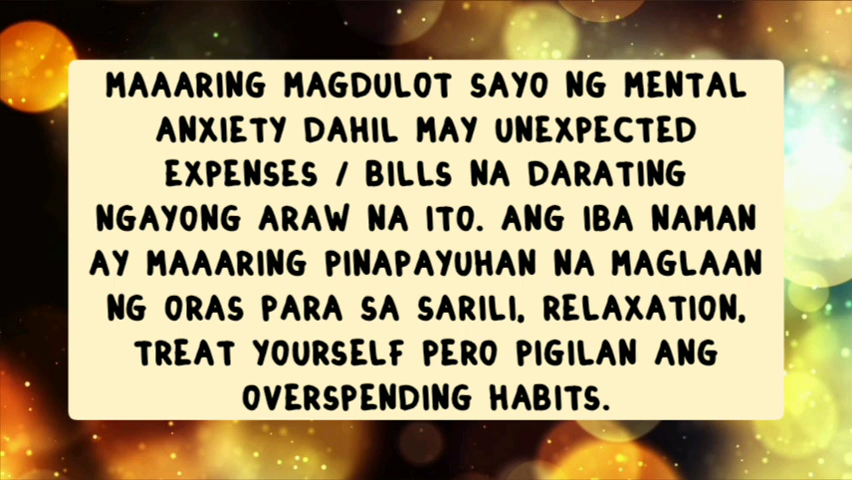 MAAARING MAGDULOT SAYO NG MENTAL
ANXIETY DAHIL MAY UNEXPECTED
EXPENSES / BILLS NA DARATING
NGAYONG ARAW NA ITO. ANG IBA NAMAN
AY MAAARING PINAPAYUHAN NA MAGLAAN
NG ORAS PARA SA SARILI, RELAXATION,
TREAT YOURSELF PERO PIGILAN ANG
OVERSPENDING HABITS.